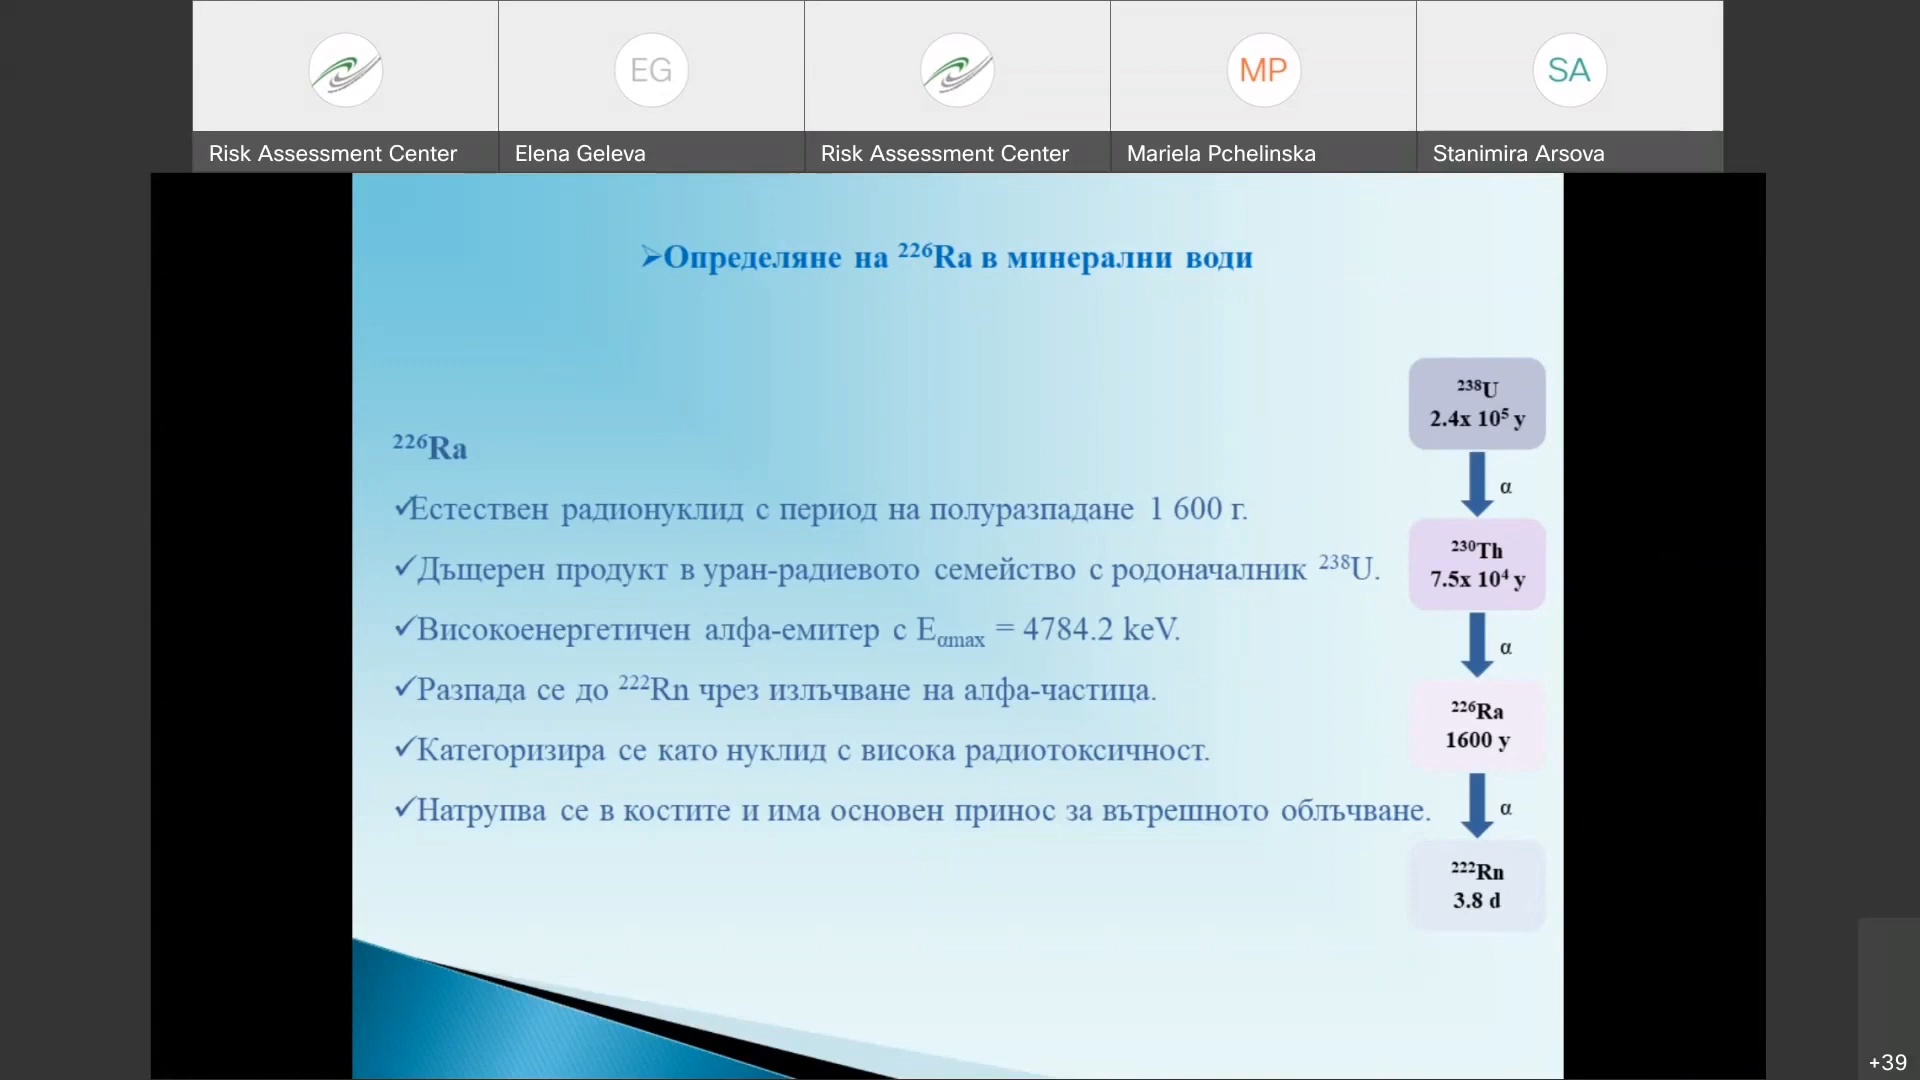 EG
MP
SA
Risk Assessment Center
Elena Geleva
Risk Assessment Center
Mariela Pchelinska
Stanimira Arsova
➢Определяне на ²²⁶Ra в минерални води
²²⁶Ra
✓Естествен радионуклид с период на полуразпадане 1 600 г.
✓Дъщерен продукт в уран-радиевото семейство с родоначалник ²³⁸U.
✓Високоенергетичен алфа-емитер с Eαmax = 4784.2 keV.
✓Разпада се до ²²²Rn чрез излъчване на алфа-частица.
✓Категоризира се като нуклид с висока радиотоксичност.
✓Натрупва се в костите и има основен принос за вътрешното облъчване.
²³⁸U
2.4x 10⁵ y
α
²³⁰Th
7.5x 10⁴ y
α
²²⁶Ra
1600 y
α
²²²Rn
3.8 d
+39